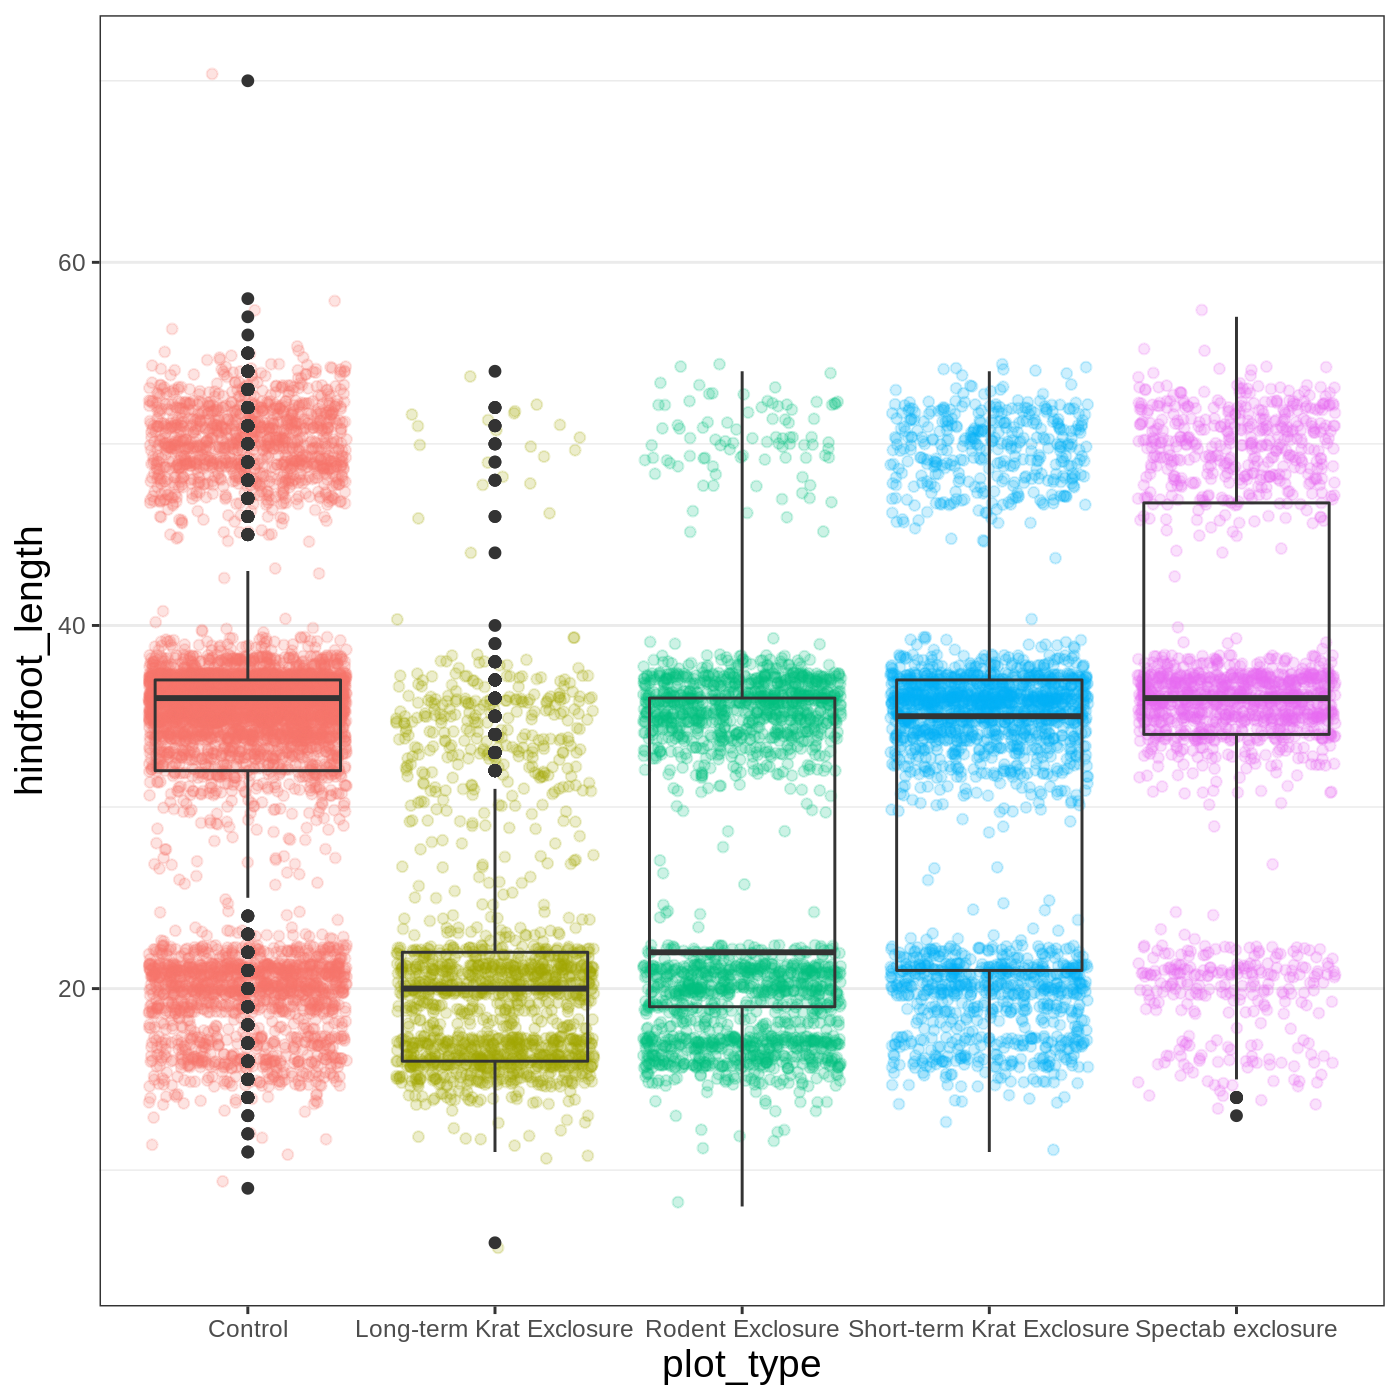 hindfoot_length
60
40
20
Control
Long-term Krat Exclosure
Rodent Exclosure
Short-term Krat Exclosure
Spectab exclosure
plot_type